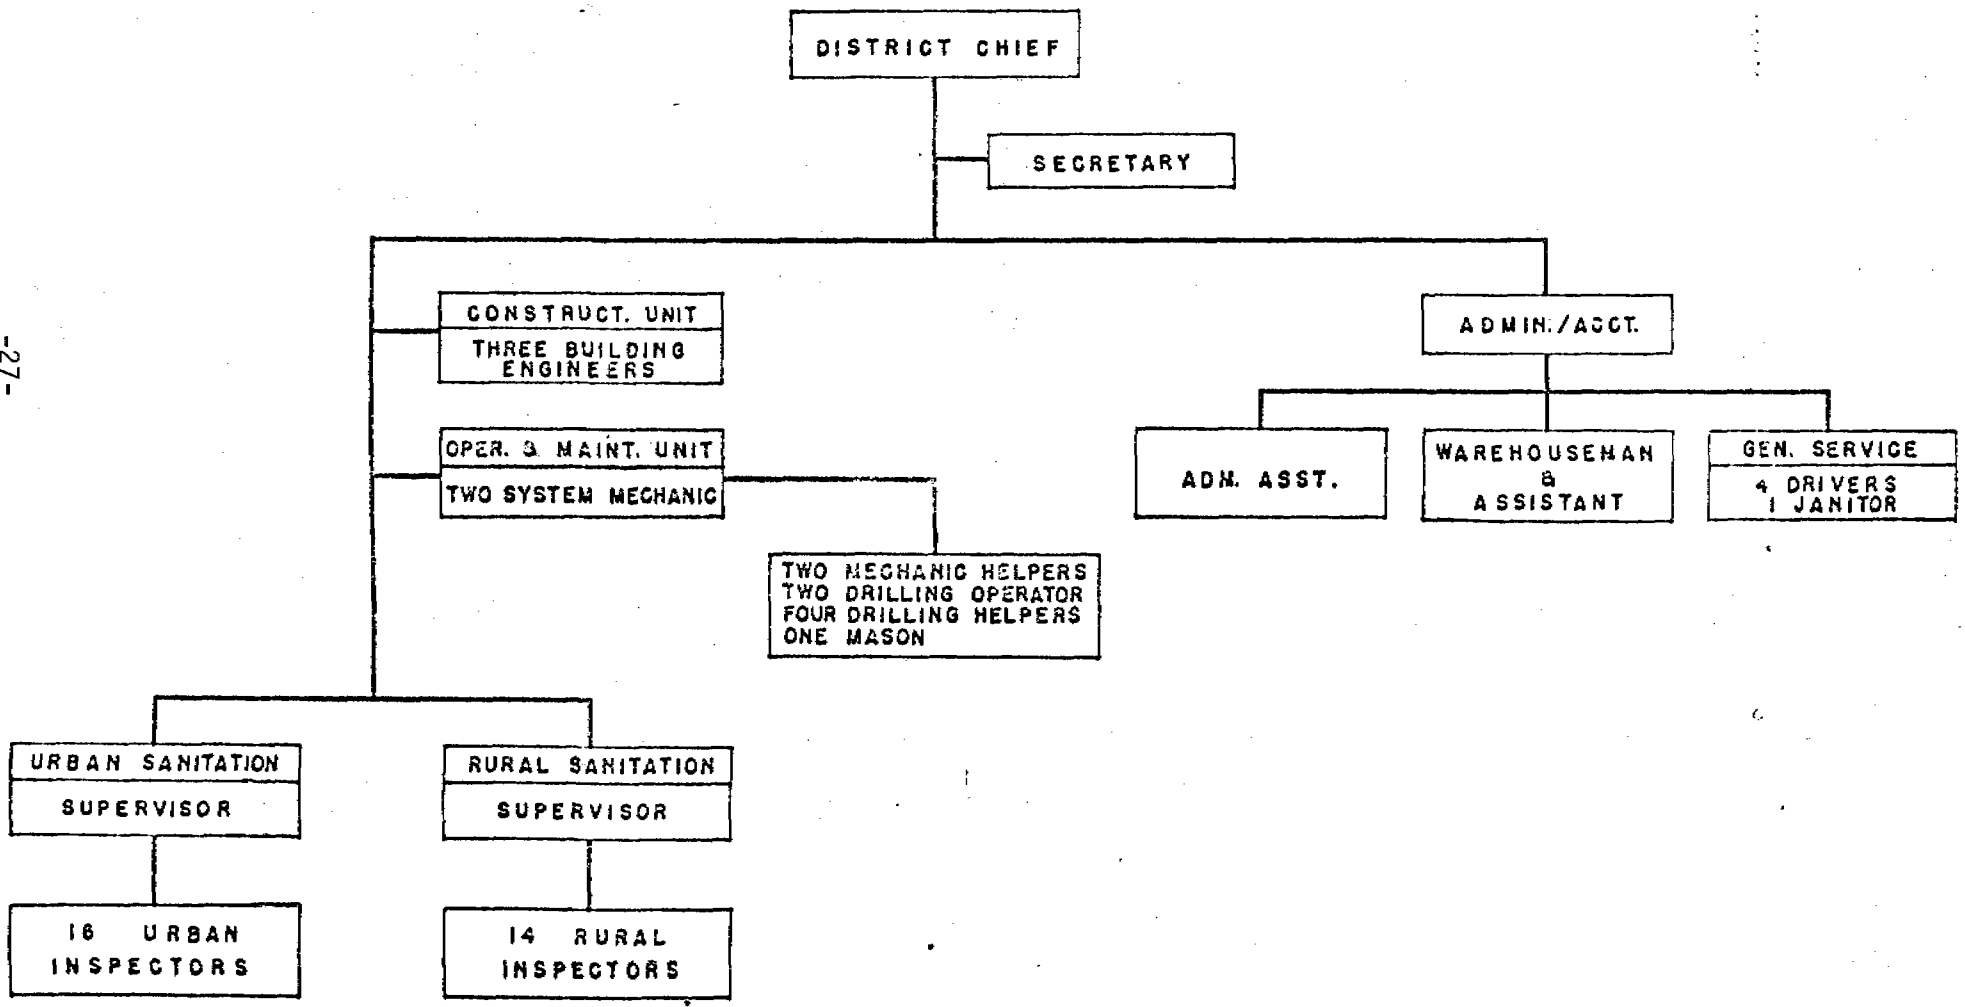 DISTRICT CHIEF
SECRETARY
-27-
CONSTRUCT. UNIT
THREE BUILDING
ENGINEERS
ADMIN./ACCT.
OPER. & MAINT. UNIT
TWO SYSTEM MECHANIC
ADM. ASST.
WAREHOUSEMAN
&
ASSISTANT
GEN. SERVICE
4 DRIVERS
1 JANITOR
TWO MECHANIC HELPERS
TWO DRILLING OPERATOR
FOUR DRILLING HELPERS
ONE MASON
URBAN SANITATION
SUPERVISOR
RURAL SANITATION
SUPERVISOR
16 URBAN
INSPECTORS
14 RURAL
INSPECTORS